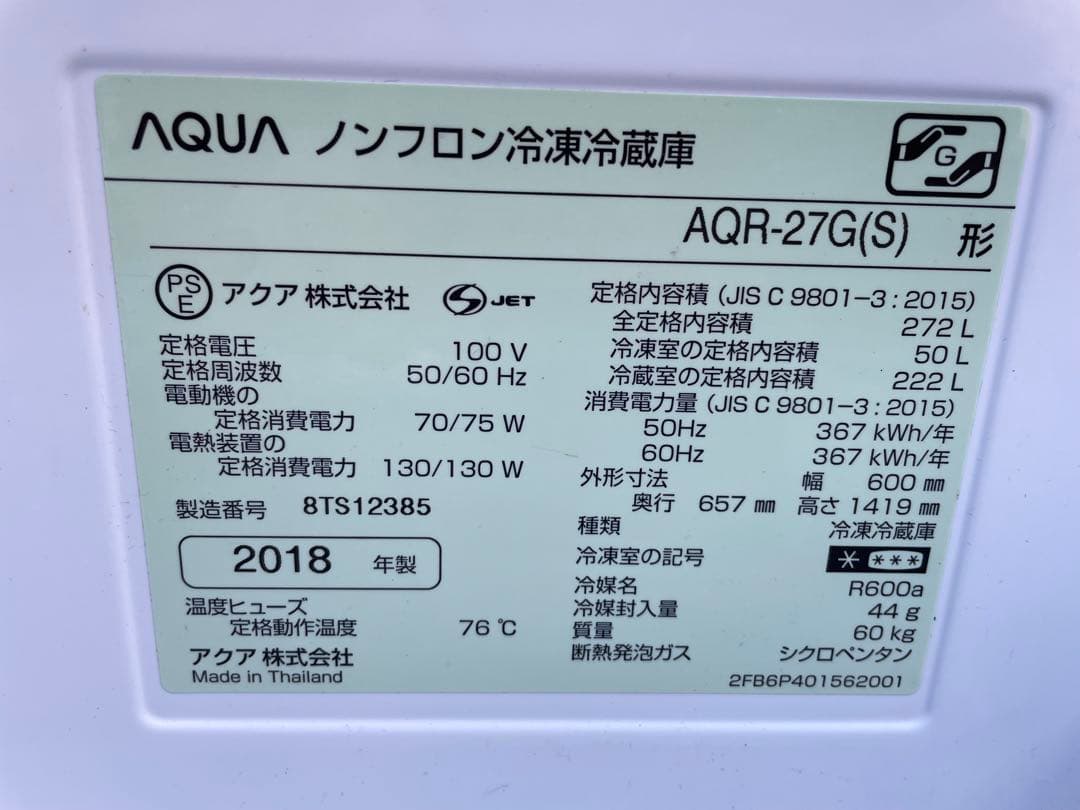 AQUA ノンフロン冷凍冷蔵庫
G
AQR-27G(S) 形
PS
E
アクア 株式会社
S JET
定格電圧 100 V
定格周波数 50/60 Hz
電動機の
定格消費電力 70/75 W
電熱装置の
定格消費電力 130/130 W
製造番号 8TS12385
2018 年製
温度ヒューズ
定格動作温度 76 ℃
アクア 株式会社
Made in Thailand
定格内容積 (JIS C 9801-3 : 2015)
全定格内容積 272 L
冷凍室の定格内容積 50 L
冷蔵室の定格内容積 222 L
消費電力量 (JIS C 9801-3 : 2015)
50Hz 367 kWh/年
60Hz 367 kWh/年
外形寸法 幅 600 ㎜
奥行 657 ㎜ 高さ 1419 ㎜
種類 冷凍冷蔵庫
冷凍室の記号 * ***
冷媒名 R600a
冷媒封入量 44 g
質量 60 kg
断熱発泡ガス シクロペンタン
2FB6P401562001